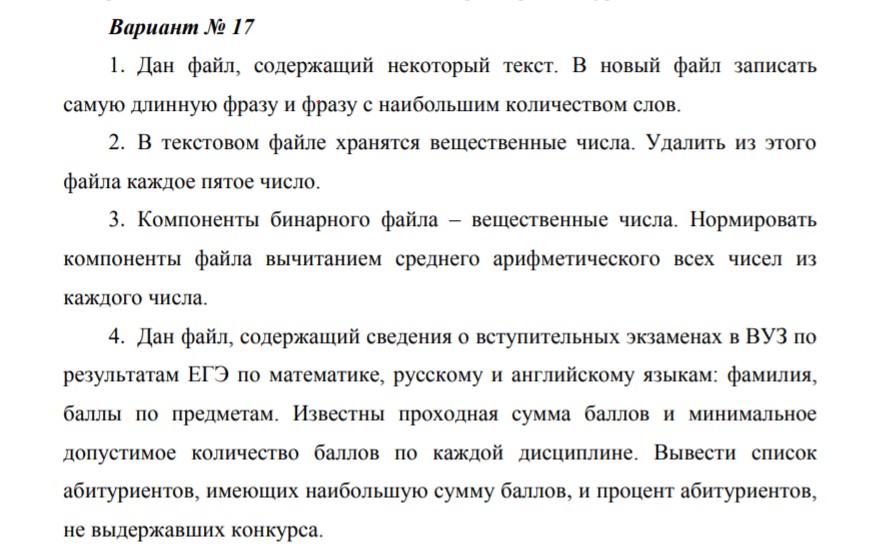 Вариант № 17
1. Дан файл, содержащий некоторый текст. В новый файл записать
самую длинную фразу и фразу с наибольшим количеством слов.
2. В текстовом файле хранятся вещественные числа. Удалить из этого
файла каждое пятое число.
3. Компоненты бинарного файла – вещественные числа. Нормировать
компоненты файла вычитанием среднего арифметического всех чисел из
каждого числа.
4. Дан файл, содержащий сведения о вступительных экзаменах в ВУЗ по
результатам ЕГЭ по математике, русскому и английскому языкам: фамилия,
баллы по предметам. Известны проходная сумма баллов и минимальное
допустимое количество баллов по каждой дисциплине. Вывести список
абитуриентов, имеющих наибольшую сумму баллов, и процент абитуриентов,
не выдержавших конкурса.